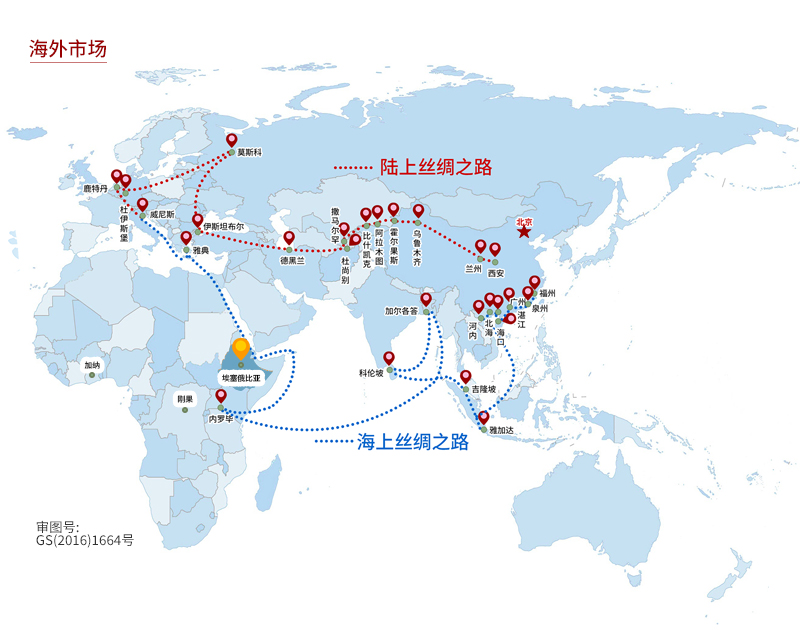 海外市场
陆上丝绸之路
莫斯科
鹿特丹
杜伊斯堡
威尼斯
伊斯坦布尔
雅典
德黑兰
撒马尔罕
杜尚别
比什凯克
阿拉木图
霍尔果斯
乌鲁木齐
北京
兰州
西安
福州
泉州
广州
湛江
北海
海口
河内
加尔各答
科伦坡
吉隆坡
雅加达
加纳
刚果
埃塞俄比亚
内罗毕
海上丝绸之路
审图号:
GS(2016)1664号